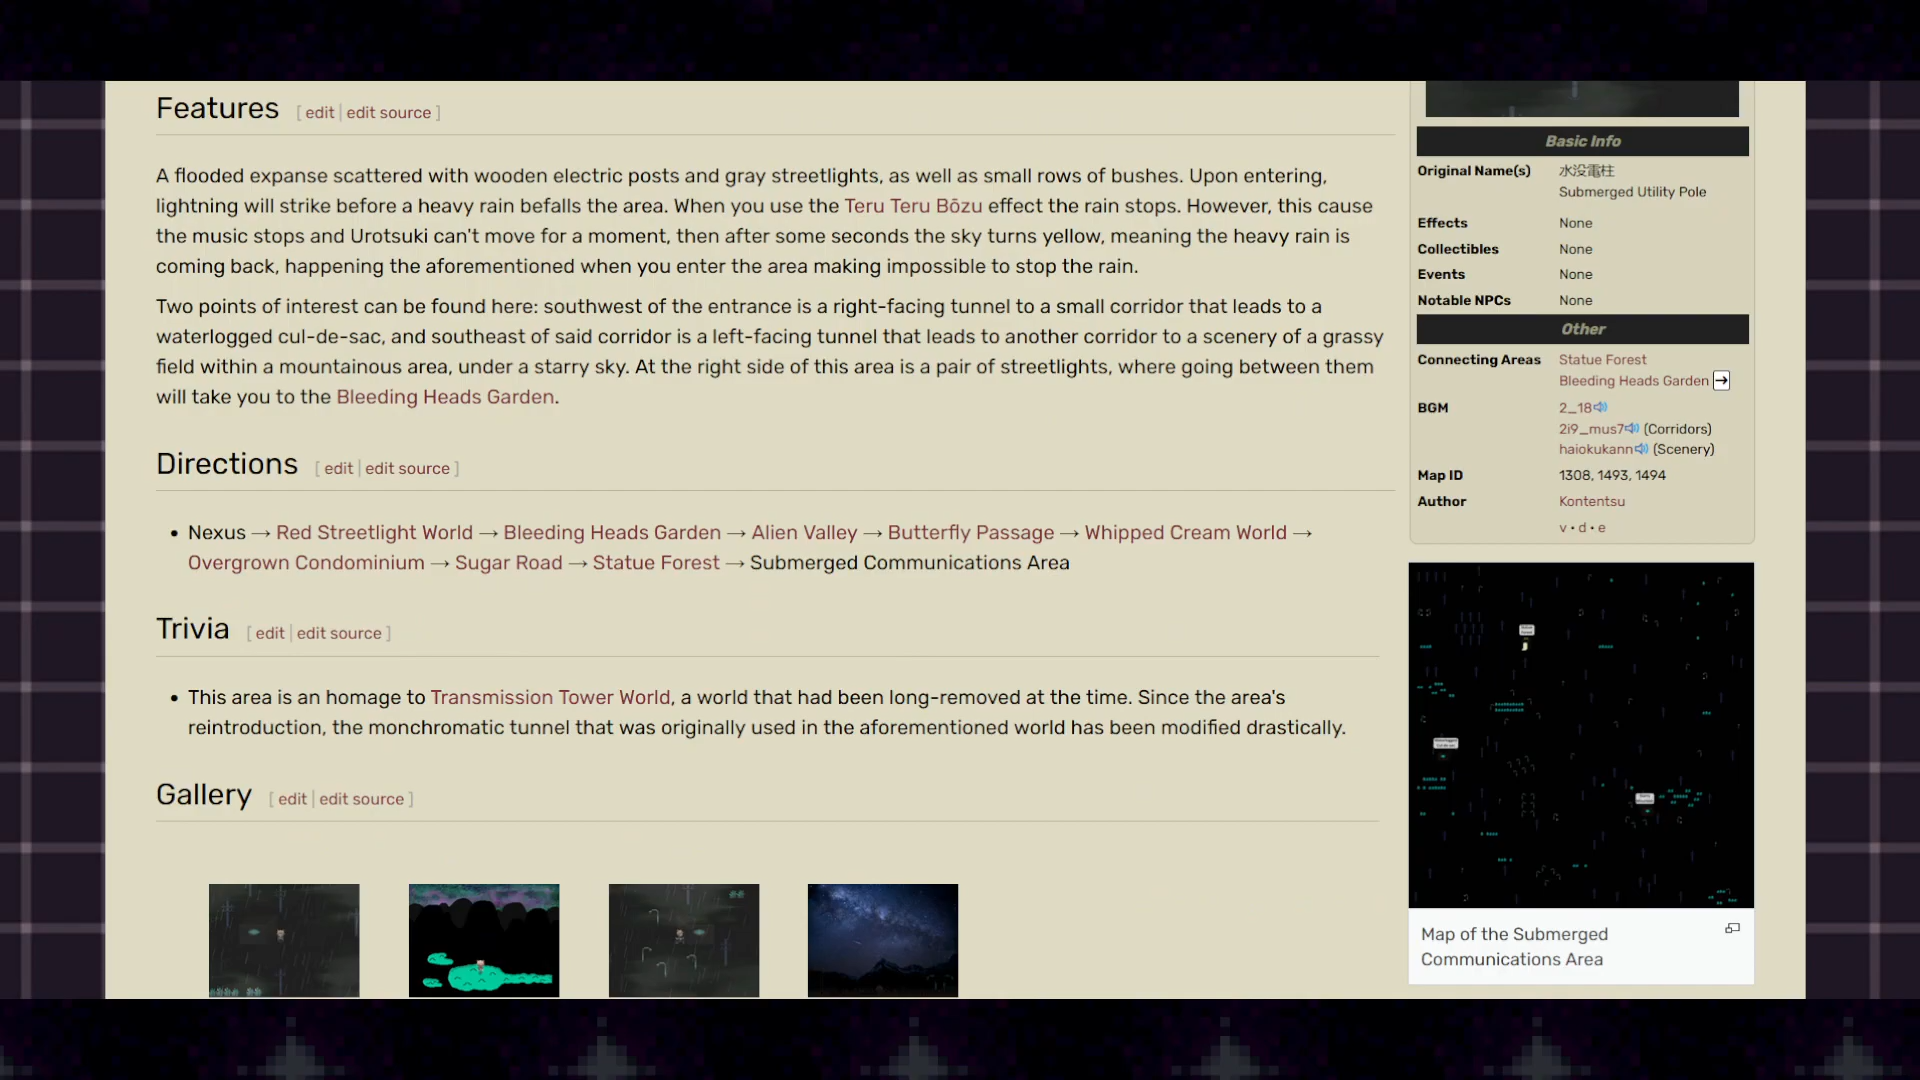 Features [ edit | edit source ]
A flooded expanse scattered with wooden electric posts and gray streetlights, as well as small rows of bushes. Upon entering,
lightning will strike before a heavy rain befalls the area. When you use the Teru Teru Bōzu effect the rain stops. However, this cause
the music stops and Urotsuki can't move for a moment, then after some seconds the sky turns yellow, meaning the heavy rain is
coming back, happening the aforementioned when you enter the area making impossible to stop the rain.
Two points of interest can be found here: southwest of the entrance is a right-facing tunnel to a small corridor that leads to a
waterlogged cul-de-sac, and southeast of said corridor is a left-facing tunnel that leads to another corridor to a scenery of a grassy
field within a mountainous area, under a starry sky. At the right side of this area is a pair of streetlights, where going between them
will take you to the Bleeding Heads Garden.
Directions [ edit | edit source ]
• Nexus → Red Streetlight World → Bleeding Heads Garden → Alien Valley → Butterfly Passage → Whipped Cream World →
Overgrown Condominium → Sugar Road → Statue Forest → Submerged Communications Area
Trivia [ edit | edit source ]
• This area is an homage to Transmission Tower World, a world that had been long-removed at the time. Since the area's
reintroduction, the monchromatic tunnel that was originally used in the aforementioned world has been modified drastically.
Gallery [ edit | edit source ]
Basic Info
Original Name(s) 水没電柱
Submerged Utility Pole
Effects None
Collectibles None
Events None
Notable NPCs None
Other
Connecting Areas Statue Forest
Bleeding Heads Garden →
BGM 2_18
2i9_mus7 (Corridors)
haiokukann (Scenery)
Map ID 1308, 1493, 1494
Author Kontentsu
v • d • e
Map of the Submerged
Communications Area